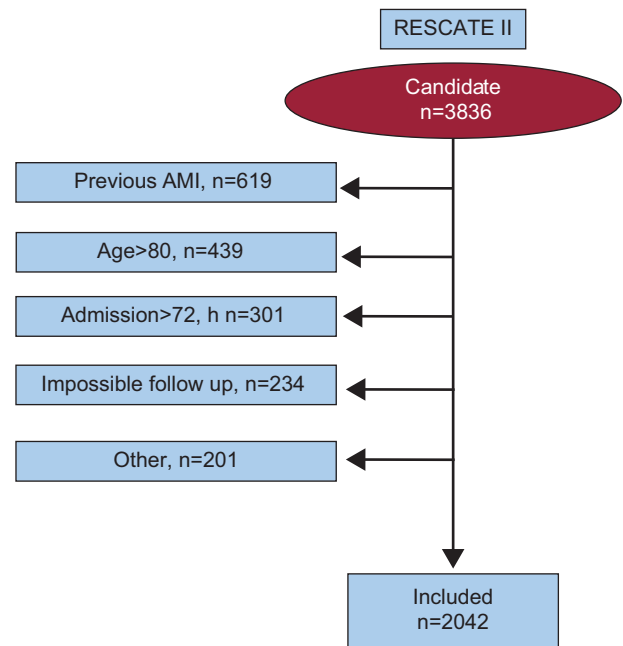 RESCATE II
Candidate
n=3836
Previous AMI, n=619
Age>80, n=439
Admission>72, h n=301
Impossible follow up, n=234
Other, n=201
Included
n=2042